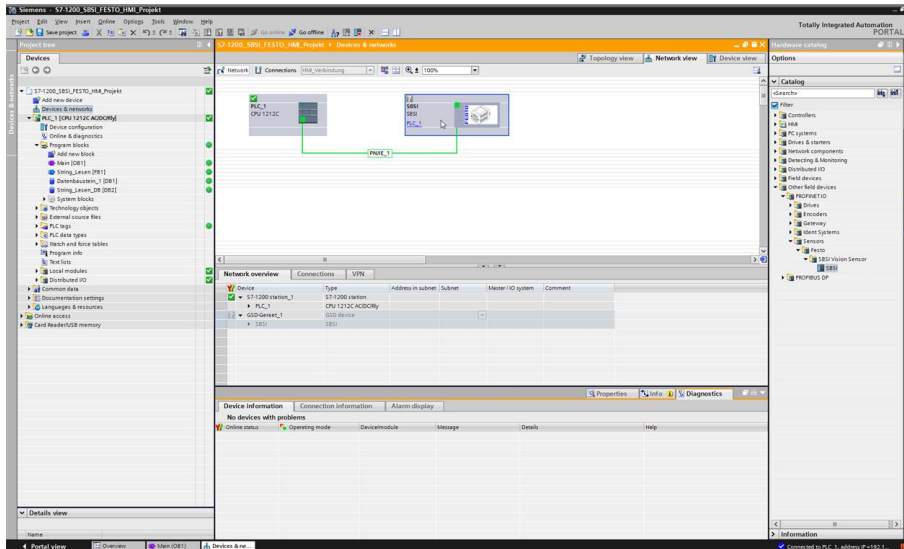 Siemens - S7-1200_SBSI_FESTO_HMI_Projekt
Project Edit View Insert Online Options Tools Window Help
Totally Integrated Automation
PORTAL
Save project
Go online
Go offline
Project tree
S7-1200_SBSI_FESTO_HMI_Projekt
Devices & networks
Hardware catalog
Devices
Topology view
Network view
Device view
Options
Network
Connections
HMI_Verbindung
100%
Devices & networks
S7-1200_SBSI_FESTO_HMI_Projekt
Add new device
Devices & networks
PLC_1 [CPU 1212C AC/DC/Rly]
Device configuration
Online & diagnostics
Program blocks
Add new block
Main [OB1]
String_Lesen [FB1]
Datenbaustein_1 [DB1]
String_Lesen_DB [DB2]
System blocks
Technology objects
External source files
PLC tags
PLC data types
Watch and force tables
Program info
Text lists
Local modules
Distributed I/O
Common data
Documentation settings
Languages & resources
Online access
Card Reader/USB memory
Details view
Name
PLC_1
CPU 1212C
SBSI
SBSI
PLC_1
FESTO
PN/IE_1
Network overview
Connections
VPN
Device Type Address in subnet Subnet Master / IO system Comment
S7-1200 station_1 S7-1200 station
PLC_1 CPU 1212C AC/DC/Rly
GSD-Geraet_1 GSD device
SBSI SBSI
Properties
Info
Diagnostics
Device information
Connection information
Alarm display
No devices with problems
Online status Operating mode Device/module Message Details Help
Catalog
<Search>
Filter
Controllers
HMI
PC systems
Drives & starters
Network components
Detecting & Monitoring
Distributed I/O
Field devices
Other field devices
PROFINET IO
Drives
Encoders
Gateway
Ident Systems
Sensors
Festo
SBSI Vision Sensor
SBSI
PROFIBUS DP
Information
Portal view
Overview
Main (OB1)
Devices & ne...
Connected to PLC_1, address IP=192.1...